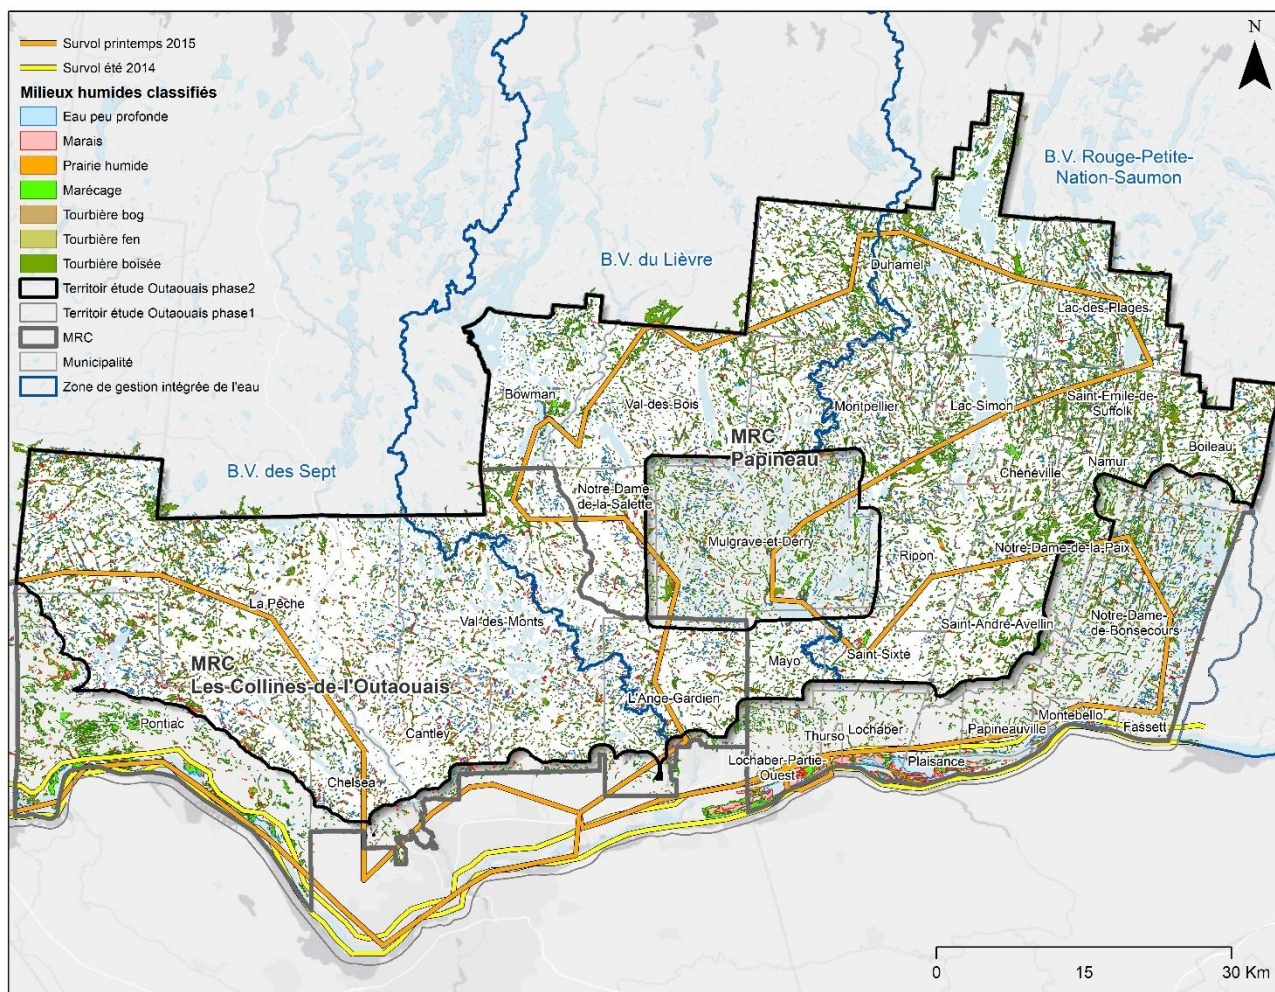 Survol printemps 2015
Survol été 2014
Milieux humides classifiés
Eau peu profonde
Marais
Prairie humide
Marécage
Tourbière bog
Tourbière fen
Tourbière boisée
Territoir étude Outaouais phase2
Territoir étude Outaouais phase1
MRC
Municipalité
Zone de gestion intégrée de l'eau
N
B.V. Rouge-Petite-
Nation-Saumon
B.V. du Lièvre
B.V. des Sept
Duhamel
Lac-des-Plages
Bowman
Val-des-Bois
Montpellier
Lac-Simon
Saint-Émile-de-
Suffolk
MRC
Papineau
Boileau
Chénéville
Namur
Notre-Dame-
de-la-Salette
Mulgrave-et-Derry
Ripon
Notre-Dame-de-la-Paix
La Pêche
Val-des-Monts
Saint-André-Avellin
Notre-Dame-
de-Bonsecours
MRC
Les Collines-de-l'Outaouais
Mayo
Saint-Sixte
L'Ange-Gardien
Pontiac
Cantley
Chelsea
Montebello
Fassett
Papineauville
Lochaber
Thurso
Lochaber-Partie-
Ouest
Plaisance
0 15 30 Km